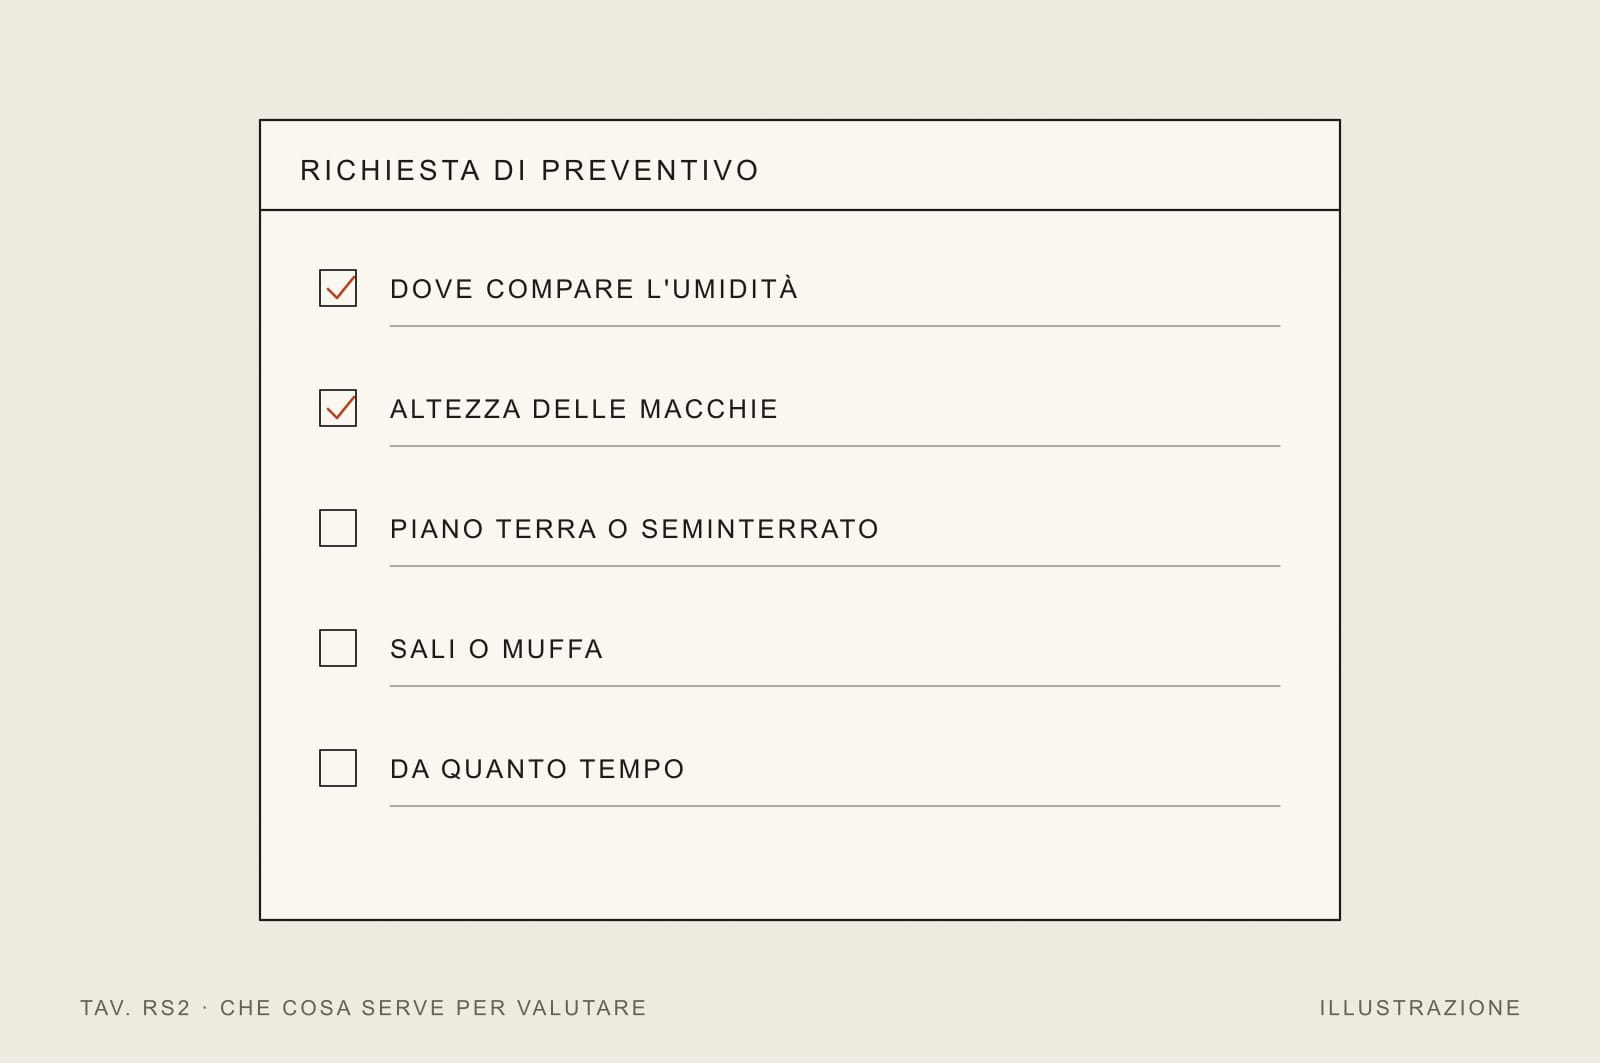 RICHIESTA DI PREVENTIVO
DOVE COMPARE L'UMIDITÀ
ALTEZZA DELLE MACCHIE
PIANO TERRA O SEMINTERRATO
SALI O MUFFA
DA QUANTO TEMPO
TAV. RS2 · CHE COSA SERVE PER VALUTARE
ILLUSTRAZIONE